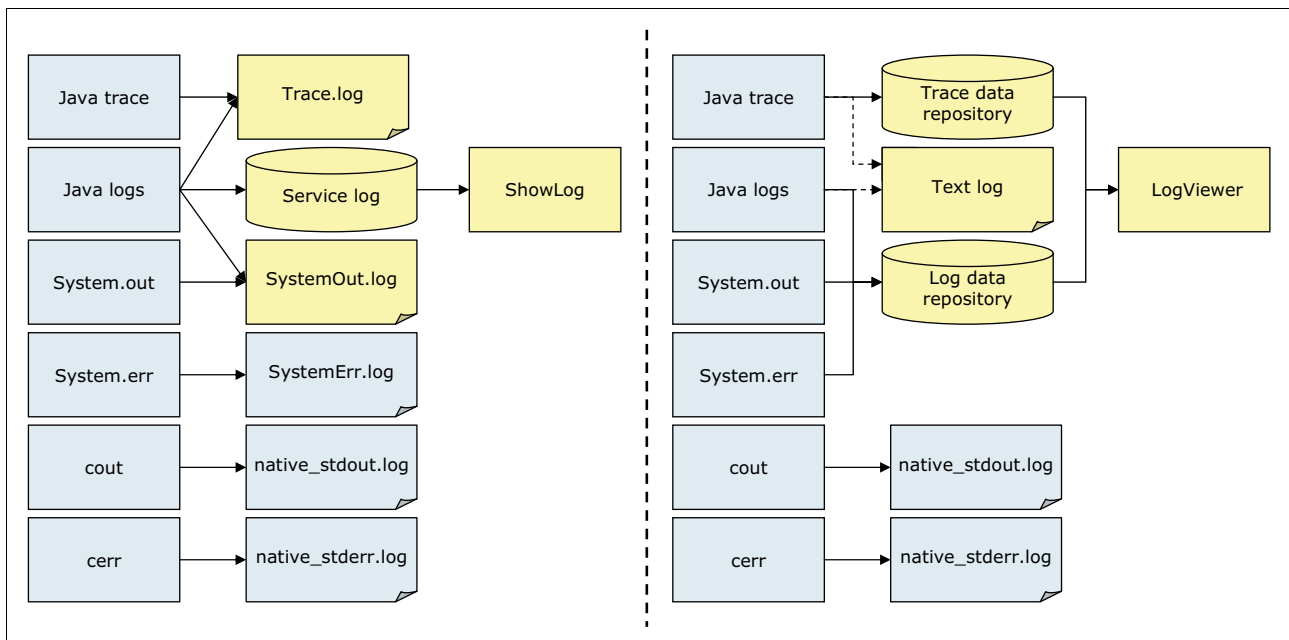 Java trace
Trace.log
Java logs
Service log
ShowLog
System.out
SystemOut.log
System.err
SystemErr.log
cout
native_stdout.log
cerr
native_stderr.log
Java trace
Trace data
repository
Java logs
Text log
LogViewer
System.out
Log data
repository
System.err
cout
native_stdout.log
cerr
native_stderr.log